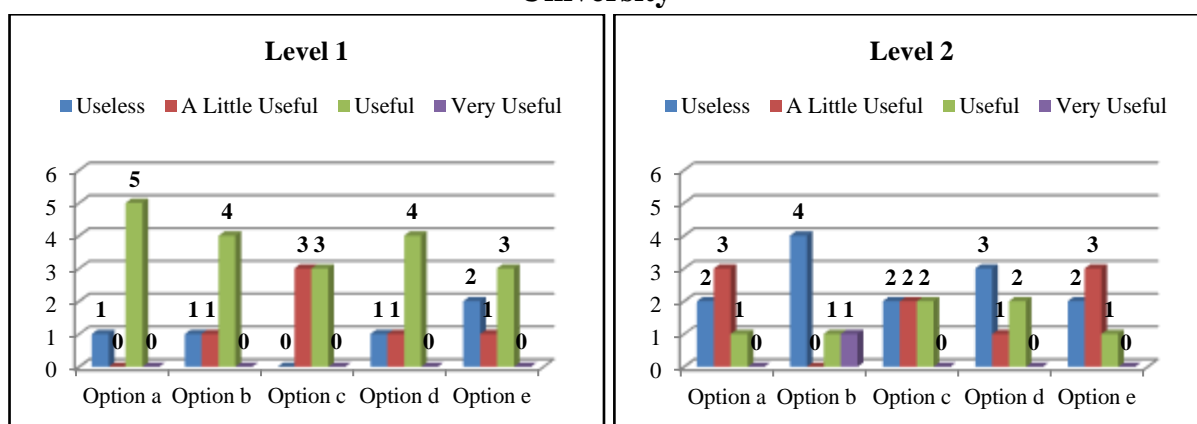 University
Level 1
Useless A Little Useful Useful Very Useful
6
5
4
3
2
1
0
1 0 5 0
1 1 4 0
0 3 3 0
1 1 4 0
2 1 3 0
Option a Option b Option c Option d Option e
Level 2
Useless A Little Useful Useful Very Useful
6
5
4
3
2
1
0
2 3 1 0
4 0 1 1
2 2 2 0
3 1 2 0
2 3 1 0
Option a Option b Option c Option d Option e